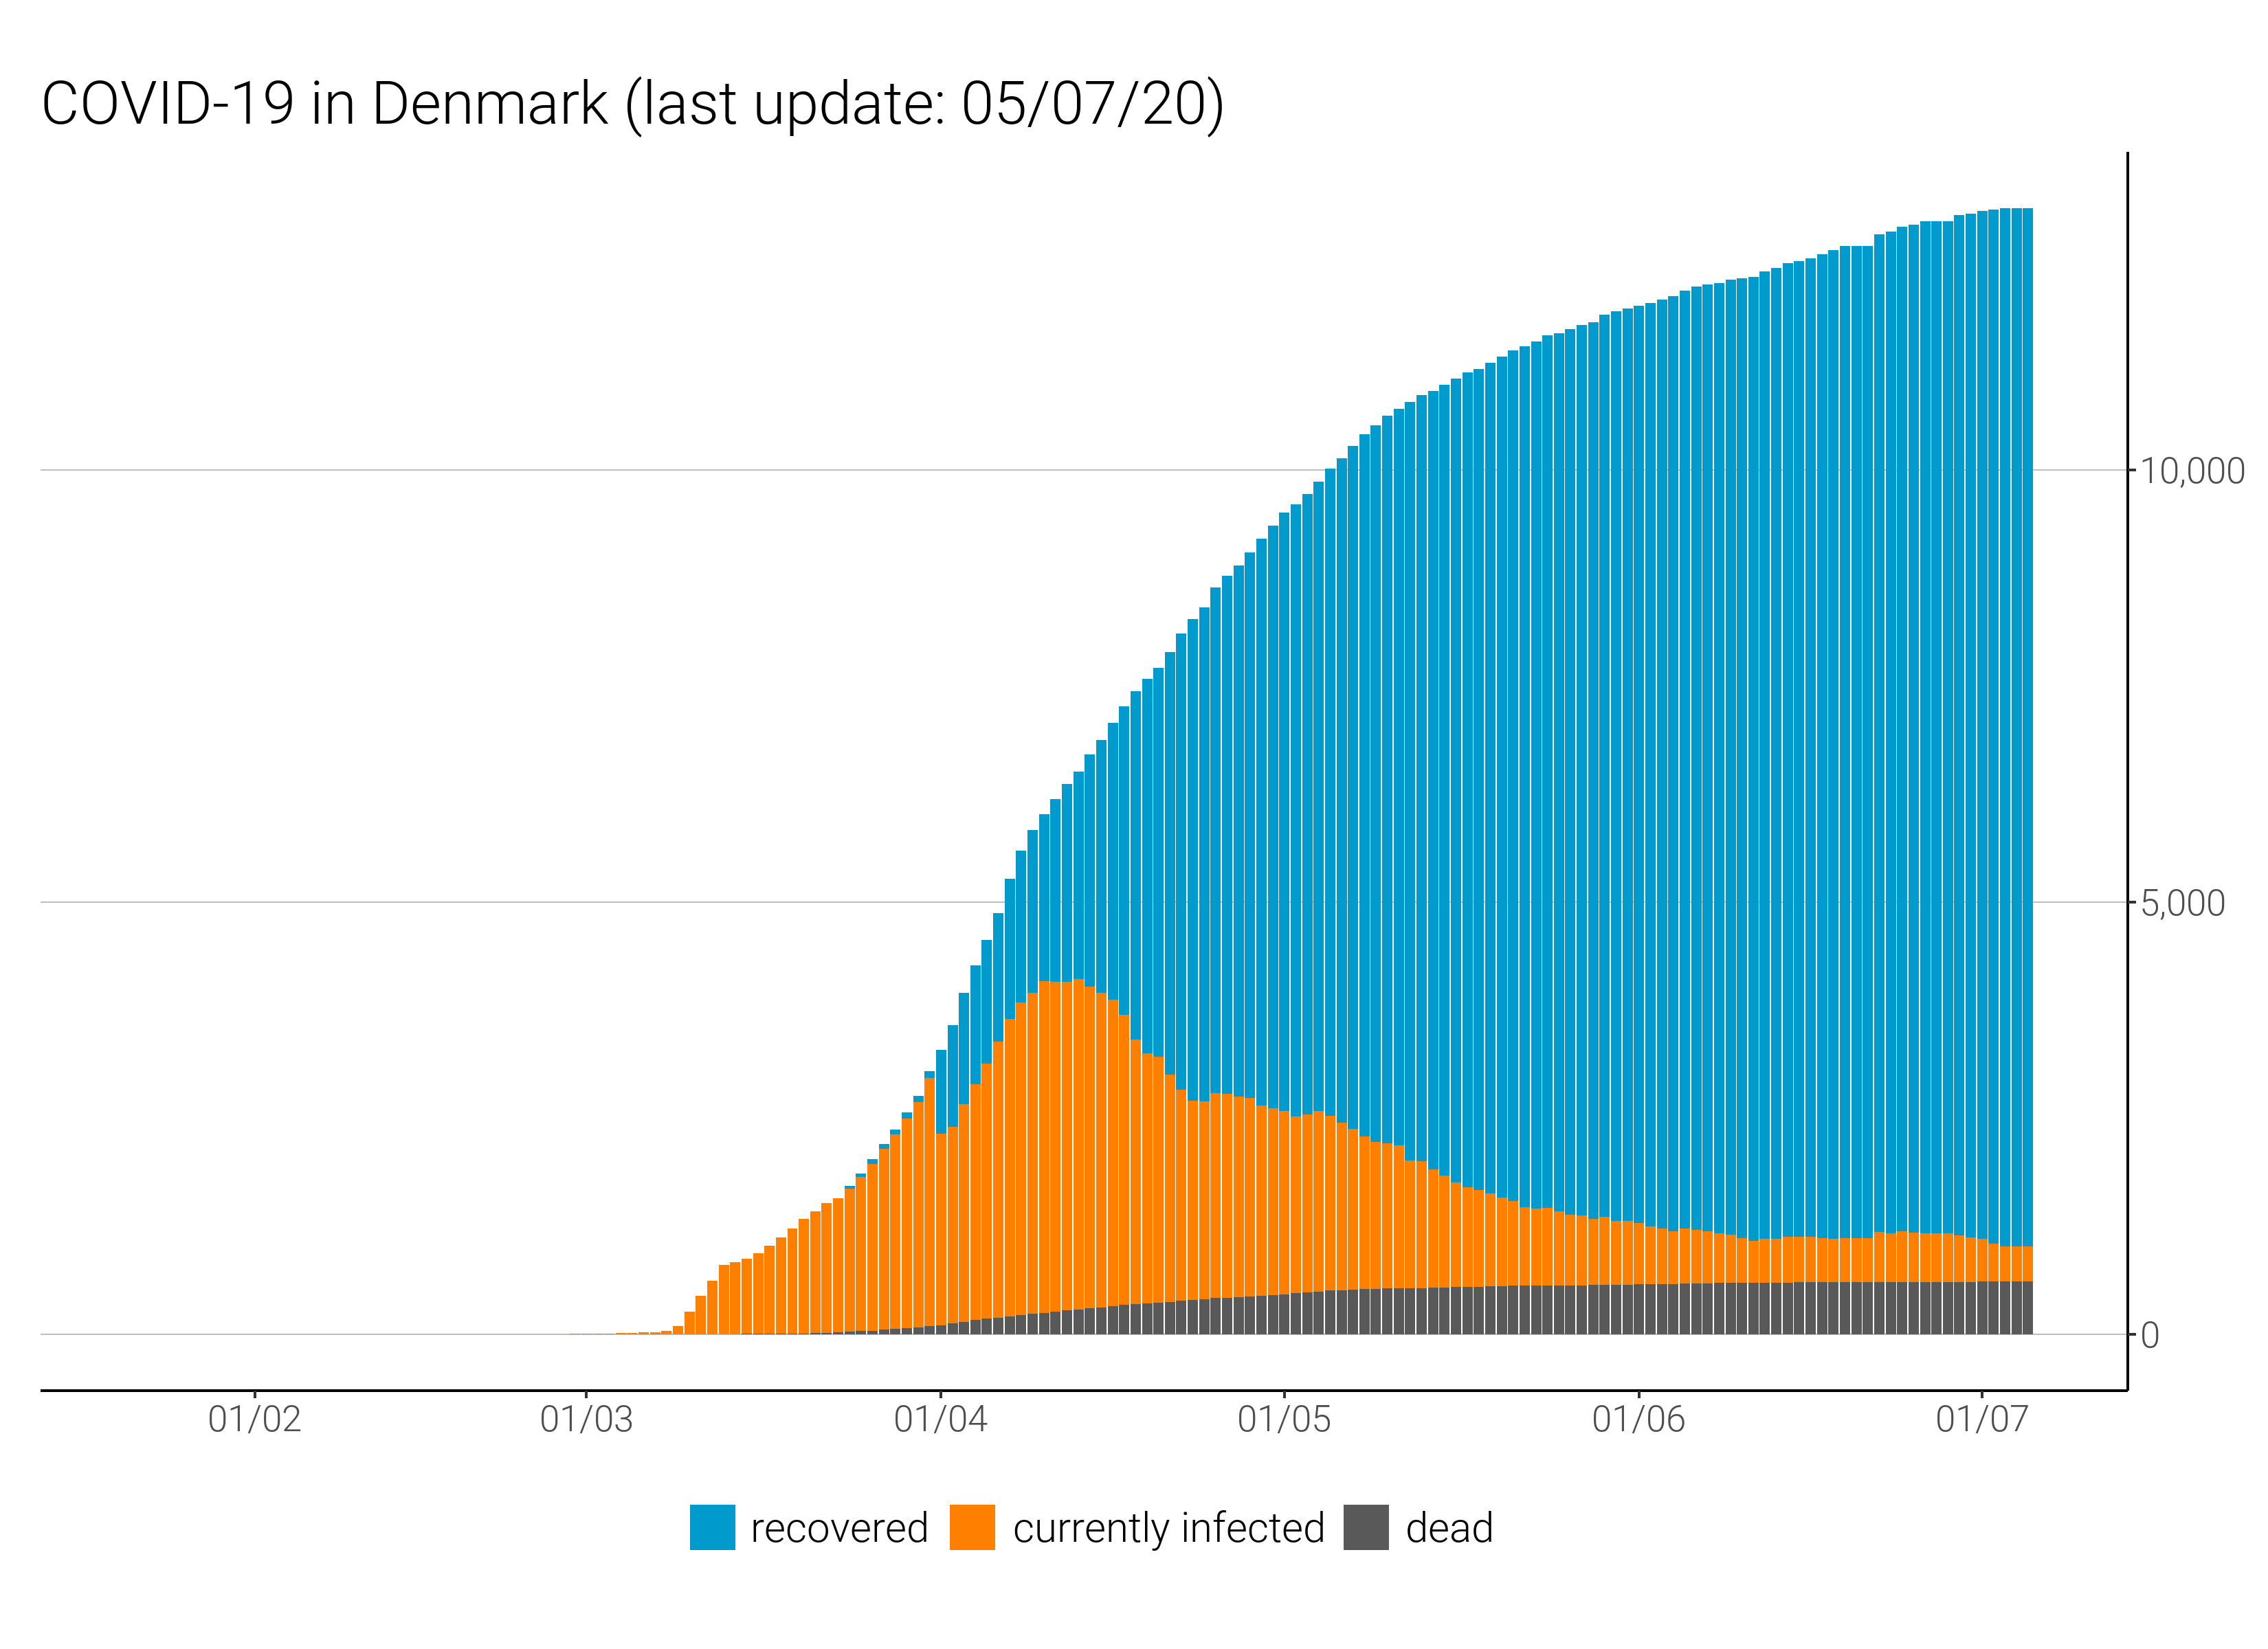 COVID-19 in Denmark (last update: 05/07/20)
10,000
5,000
0
01/02 01/03 01/04 01/05 01/06 01/07
recovered currently infected dead